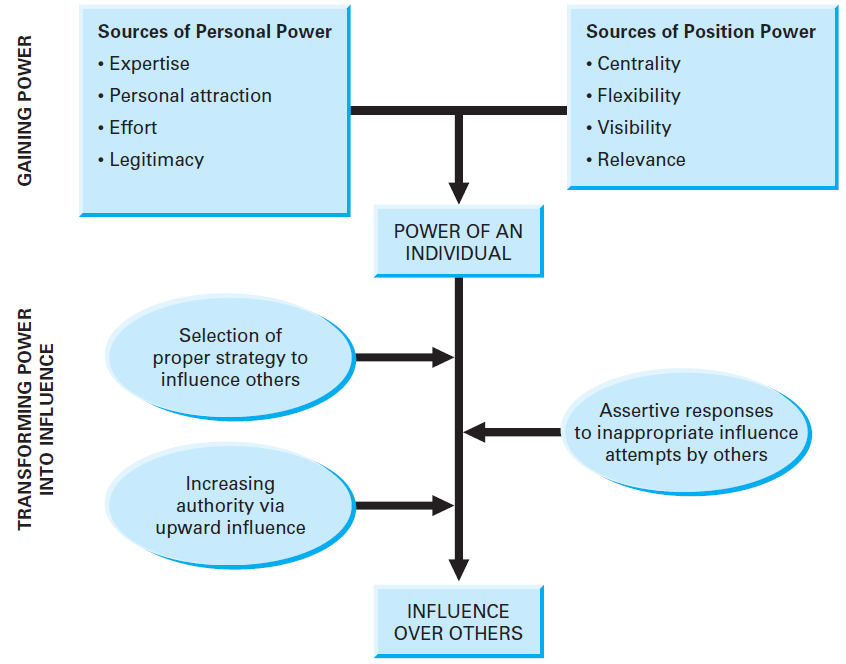 GAINING POWER
Sources of Personal Power
• Expertise
• Personal attraction
• Effort
• Legitimacy
Sources of Position Power
• Centrality
• Flexibility
• Visibility
• Relevance
POWER OF AN
INDIVIDUAL
TRANSFORMING POWER
INTO INFLUENCE
Selection of
proper strategy to
influence others
Assertive responses
to inappropriate influence
attempts by others
Increasing
authority via
upward influence
INFLUENCE
OVER OTHERS